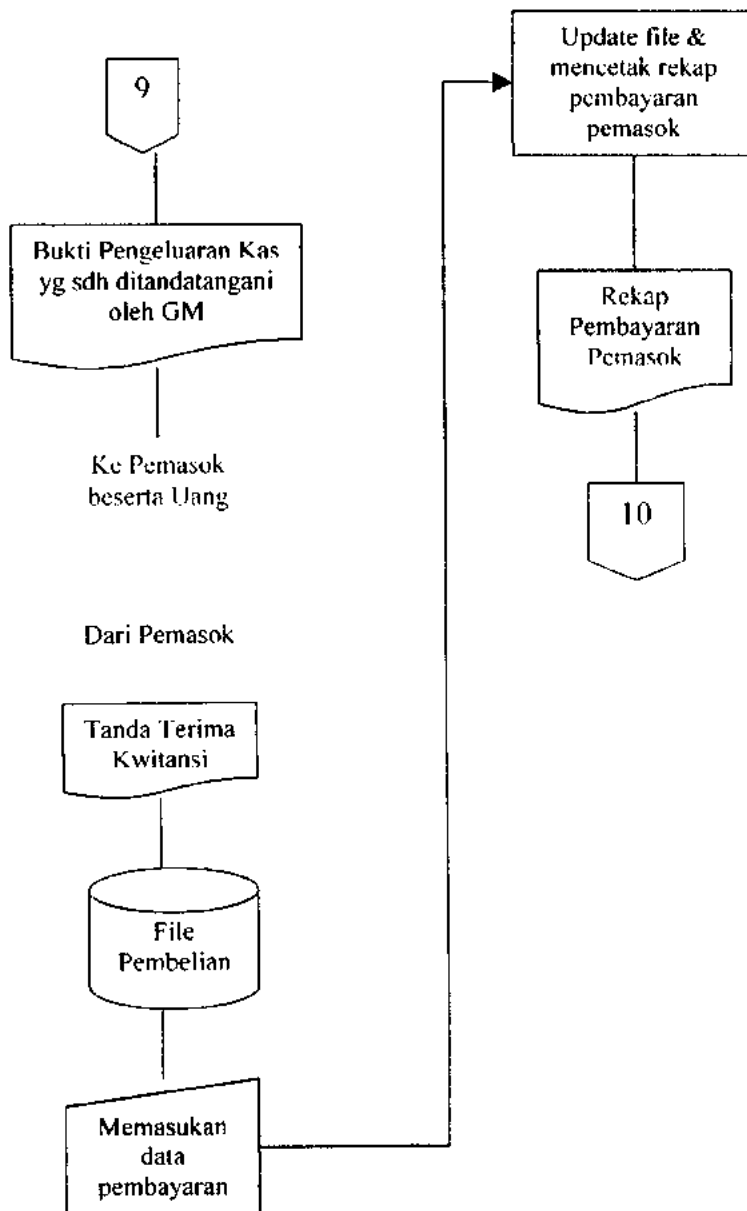 9
Bukti Pengeluaran Kas
yg sdh ditandatangani
oleh GM
Ke Pemasok
beserta Uang
Dari Pemasok
Tanda Terima
Kwitansi
File
Pembelian
Memasukan
data
pembayaran
Update file &
mencetak rekap
pembayaran
pemasok
Rekap
Pembayaran
Pemasok
10